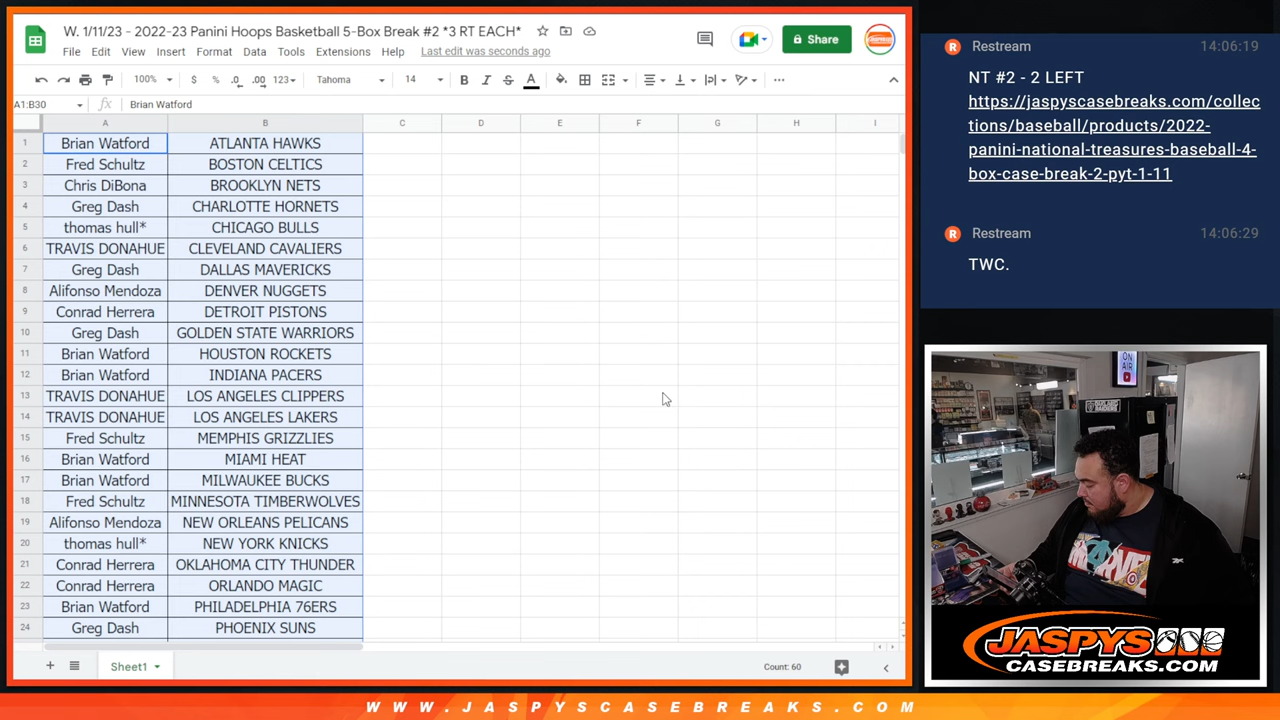 W. 1/11/23 - 2022-23 Panini Hoops Basketball 5-Box Break #2 *3 RT EACH*
File Edit View Insert Format Data Tools Extensions Help Last edit was seconds ago
Share
100% $ % .0 .00 123 Tahoma 14 B I S A
A1:B30 fx Brian Watford
A B C D E F G H I
1 Brian Watford ATLANTA HAWKS
2 Fred Schultz BOSTON CELTICS
3 Chris DiBona BROOKLYN NETS
4 Greg Dash CHARLOTTE HORNETS
5 thomas hull* CHICAGO BULLS
6 TRAVIS DONAHUE CLEVELAND CAVALIERS
7 Greg Dash DALLAS MAVERICKS
8 Alifonso Mendoza DENVER NUGGETS
9 Conrad Herrera DETROIT PISTONS
10 Greg Dash GOLDEN STATE WARRIORS
11 Brian Watford HOUSTON ROCKETS
12 Brian Watford INDIANA PACERS
13 TRAVIS DONAHUE LOS ANGELES CLIPPERS
14 TRAVIS DONAHUE LOS ANGELES LAKERS
15 Fred Schultz MEMPHIS GRIZZLIES
16 Brian Watford MIAMI HEAT
17 Brian Watford MILWAUKEE BUCKS
18 Fred Schultz MINNESOTA TIMBERWOLVES
19 Alifonso Mendoza NEW ORLEANS PELICANS
20 thomas hull* NEW YORK KNICKS
21 Conrad Herrera OKLAHOMA CITY THUNDER
22 Conrad Herrera ORLANDO MAGIC
23 Brian Watford PHILADELPHIA 76ERS
24 Greg Dash PHOENIX SUNS
Sheet1 Count: 60
Restream 14:06:19
NT #2 - 2 LEFT
https://jaspyscasebreaks.com/collec
tions/baseball/products/2022-
panini-national-treasures-baseball-4-
box-case-break-2-pyt-1-11
Restream 14:06:29
TWC.
ON
AIR
MARVEL
JASPYS
CASEBREAKS.COM
WWW.JASPYSCASEBREAKS.COM